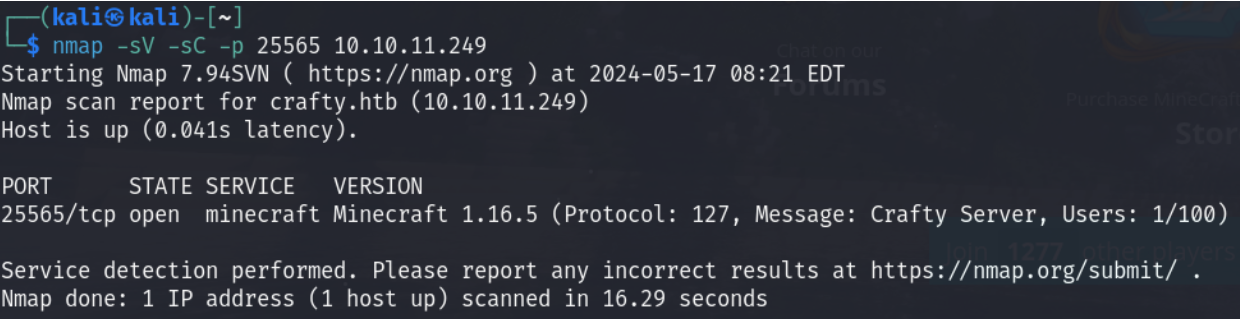 (kali㉿kali)-[~]
$ nmap -sV -sC -p 25565 10.10.11.249
Chat on our
Starting Nmap 7.94SVN ( https://nmap.org ) at 2024-05-17 08:21 EDT
Forums
Nmap scan report for crafty.htb (10.10.11.249)
Purchase MineCraft
Host is up (0.041s latency).
Stor
PORT STATE SERVICE VERSION
25565/tcp open minecraft Minecraft 1.16.5 (Protocol: 127, Message: Crafty Server, Users: 1/100)
Join 1277 other players
Service detection performed. Please report any incorrect results at https://nmap.org/submit/ .
Nmap done: 1 IP address (1 host up) scanned in 16.29 seconds